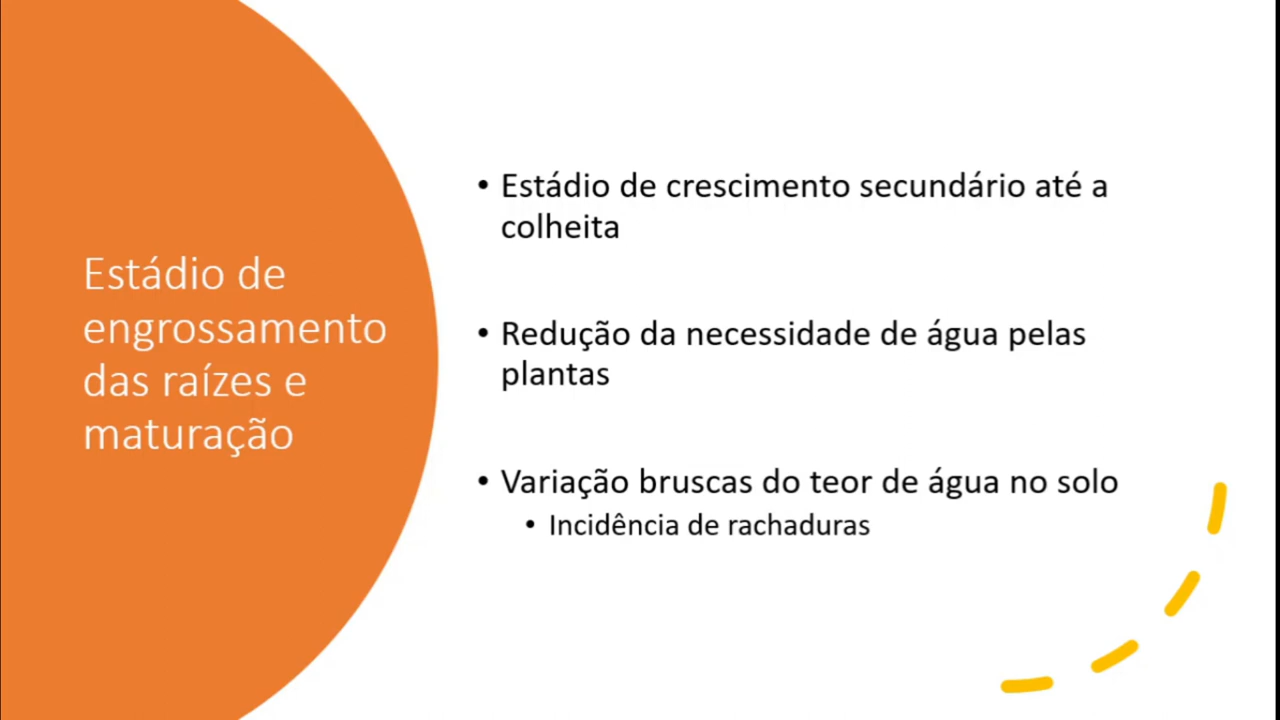 Estádio de
engrossamento
das raízes e
maturação
• Estádio de crescimento secundário até a
colheita
• Redução da necessidade de água pelas
plantas
• Variação bruscas do teor de água no solo
• Incidência de rachaduras